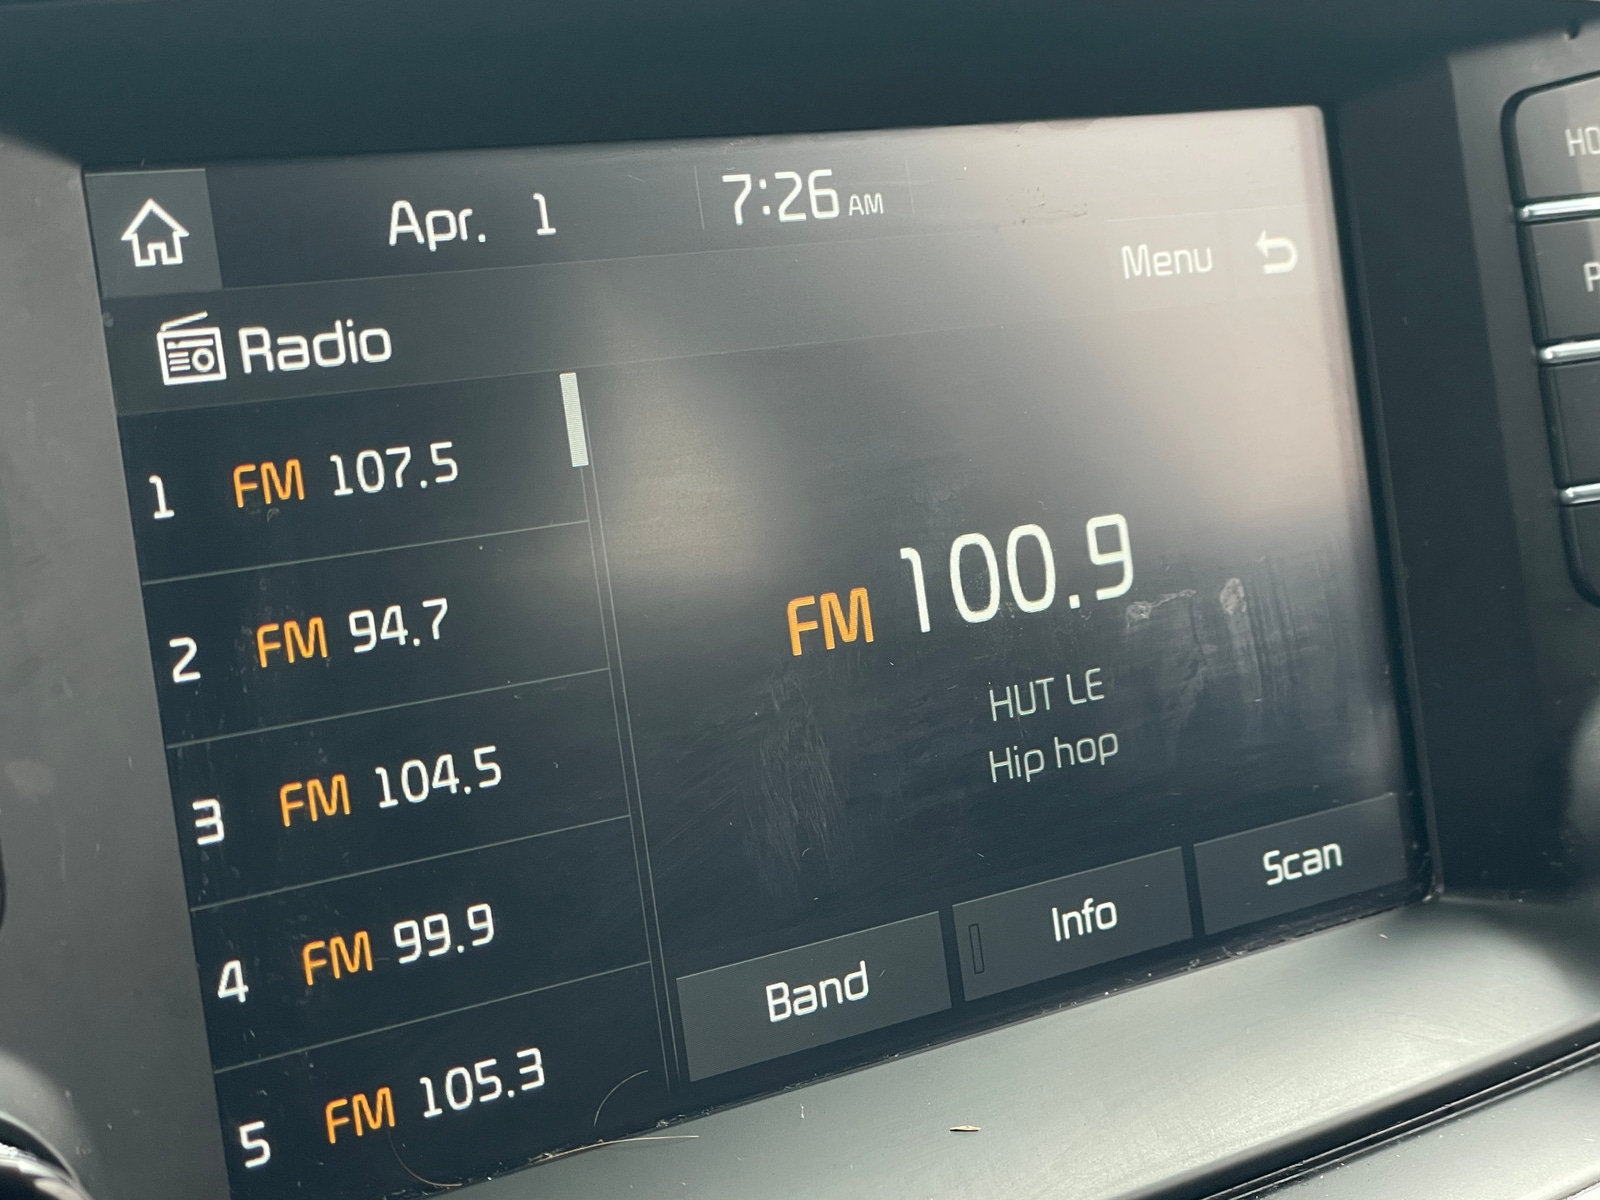 Apr. 1 7:26 AM
Menu
Radio
1 FM 107.5
2 FM 94.7
3 FM 104.5
4 FM 99.9
5 FM 105.3
FM 100.9
HUT LE
Hip hop
Band Info Scan